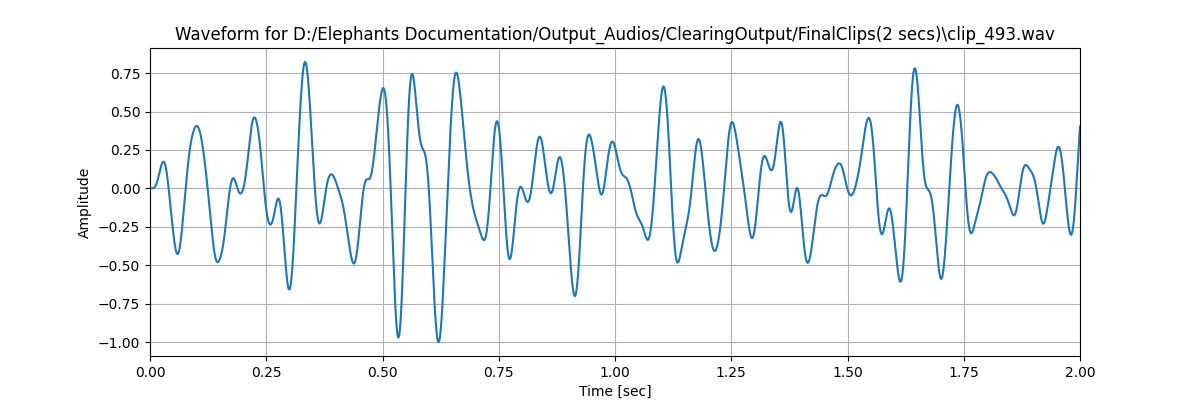 Waveform for D:/Elephants Documentation/Output_Audios/ClearingOutput/FinalClips(2 secs)\clip_493.wav
Amplitude
0.75
0.50
0.25
0.00
−0.25
−0.50
−0.75
−1.00
0.00 0.25 0.50 0.75 1.00 1.25 1.50 1.75 2.00
Time [sec]